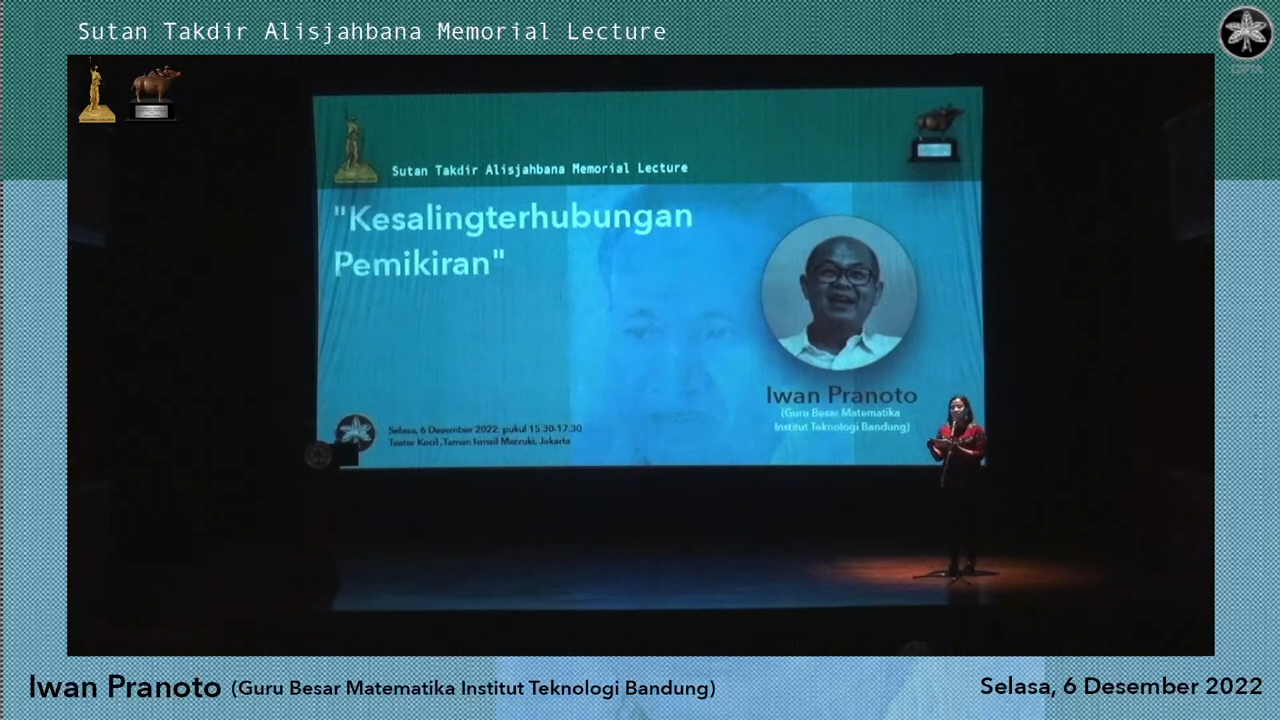 Sutan Takdir Alisjahbana Memorial Lecture
Sutan Takdir Alisjahbana Memorial Lecture
"Kesalingterhubungan
Pemikiran"
Iwan Pranoto
(Guru Besar Matematika
Institut Teknologi Bandung)
Selasa, 6 Desember 2022: pukul 15.30-17.30
Teater Kecil ,Taman Ismail Marzuki, Jakarta
Iwan Pranoto (Guru Besar Matematika Institut Teknologi Bandung)
Selasa, 6 Desember 2022